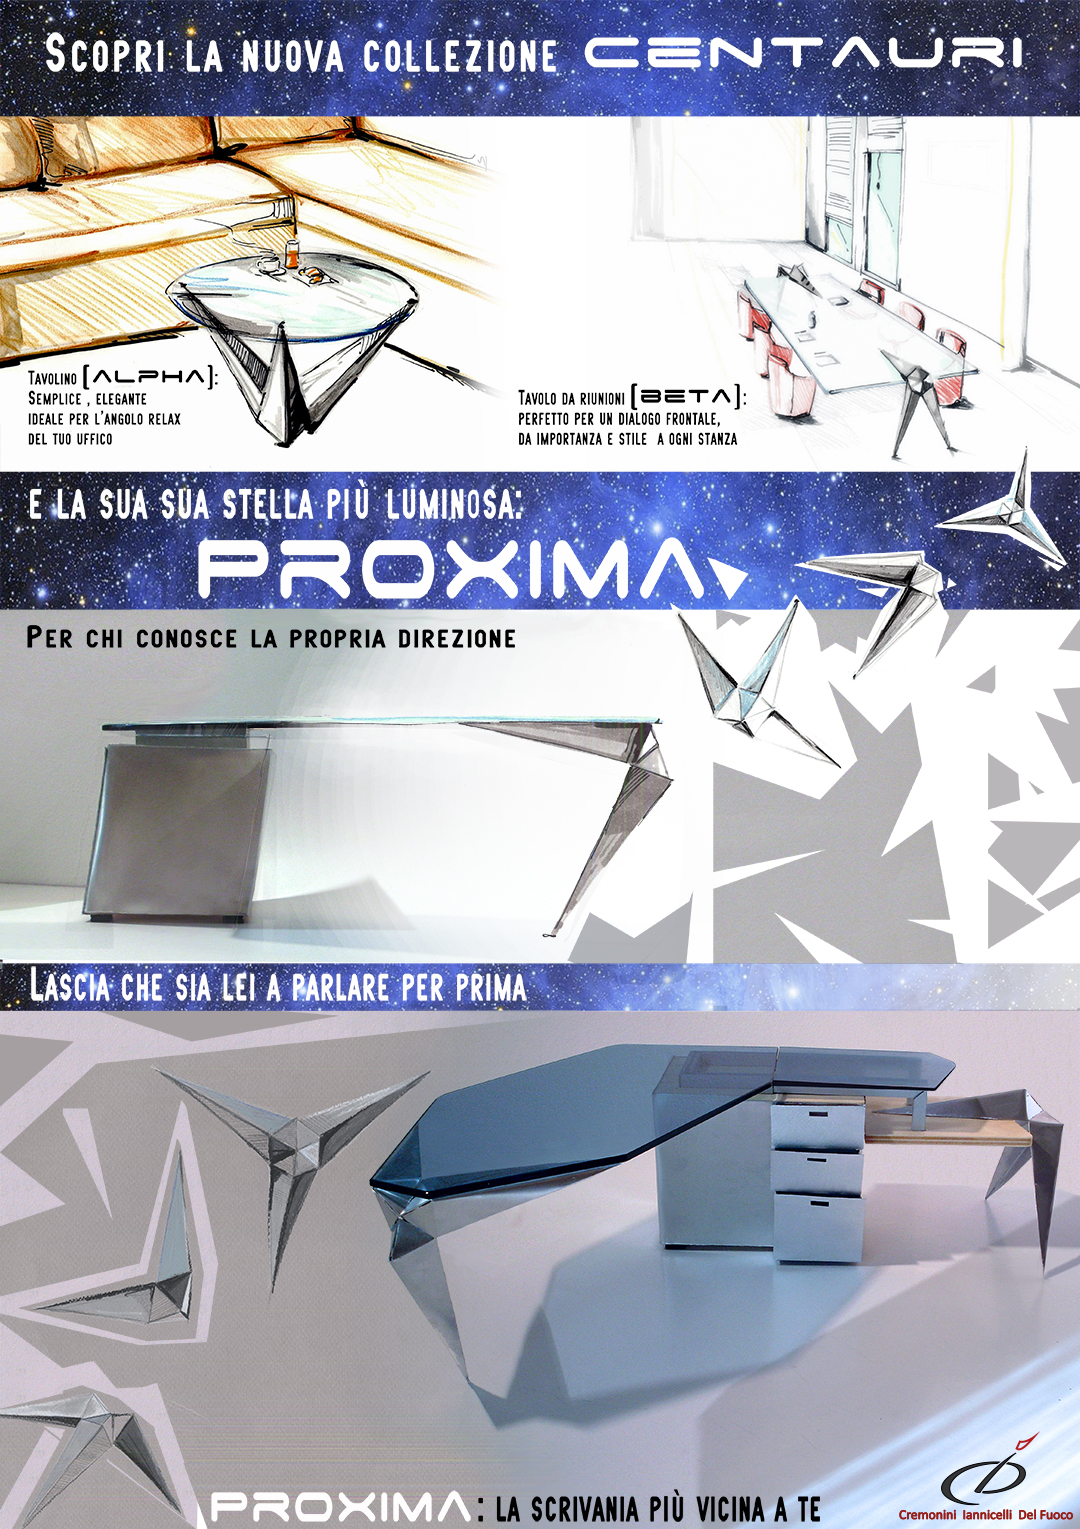 Scopri la nuova collezione CENTAURI
Tavolino [ALPHA]:
Semplice , elegante
ideale per l'angolo relax
del tuo uffico
Tavolo da riunioni [BETA]:
perfetto per un dialogo frontale,
da importanza e stile a ogni stanza
e la sua sua stella più luminosa:
PROXIMA
Per chi conosce la propria direzione
Lascia che sia lei a parlare per prima
PROXIMA: la scrivania più vicina a te
Cremonini Iannicelli Del Fuoco